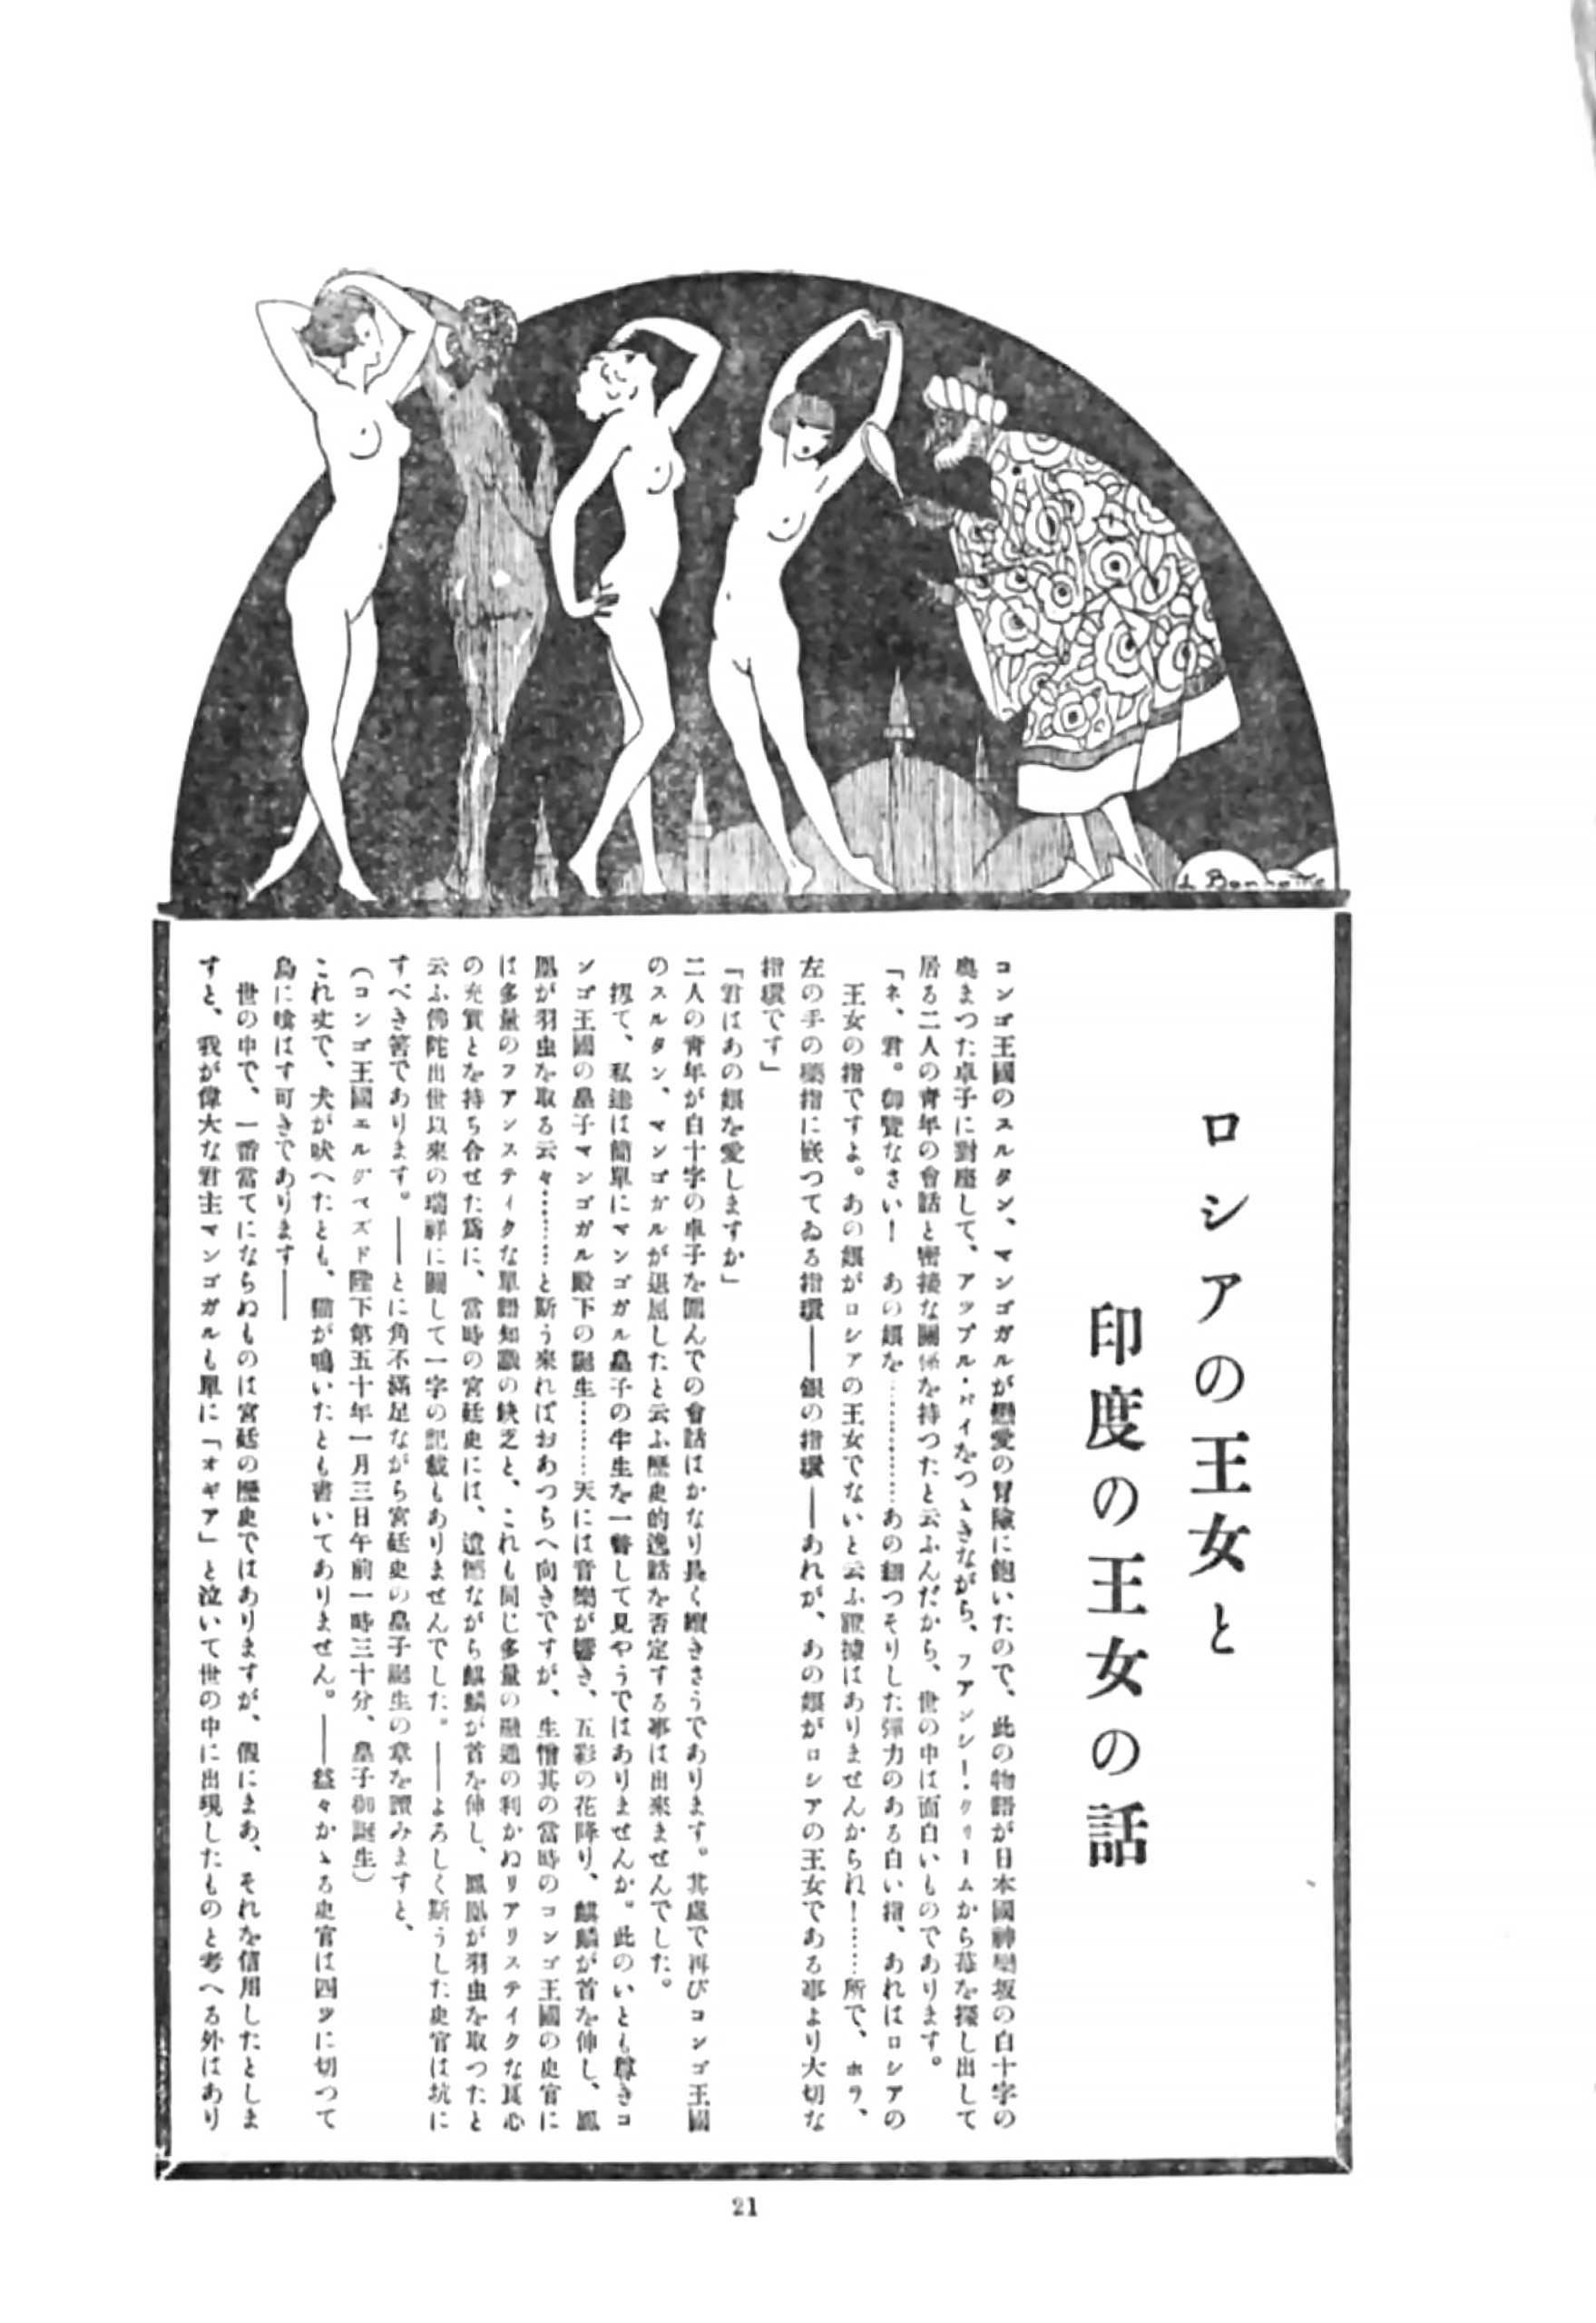 ロシアの王女と
印度の王女の話
コンゴ王國のスルタン、マンゴガルが戀愛の冒險に飽いたので、此の物語が日本國神樂坂の白十字の
奧まつた卓子に對座して、アツプル・パイをつゝきながら、フアンシー・クリームから苺を探し出して
居る二人の靑年の會話と密接な關係を持つたと云ふんだから、世の中は面白いものであります。
「ネ、君。御覽なさい! あの娘を…………あの細つそりした彈力のある白い指、あれはロシアの
王女の指ですよ。あの娘がロシアの王女でないと云ふ證據はありませんからね!……所で、ホラ、
左の手の藥指に嵌つてゐる指環――銀の指環――あれが、あの娘がロシアの王女である事より大切な
指環です」
「君はあの娘を愛しますか」
二人の靑年が白十字の卓子を圍んでの會話はかなり長く續きさうであります。其處で再びコンゴ王國
のスルタン、マンゴガルが退屈したと云ふ歷史的逸話を否定する事は出來ませんでした。
扨て、私達は簡單にマンゴガル皇子の半生を一瞥して見やうではありませんか。此のいとも尊きコ
ンゴ王國の皇子マンゴガル殿下の誕生………天には音樂が響き、五彩の花降り、麒麟が首を伸し、鳳
凰が羽虫を取る云々………と斯う來ればおあつらへ向きですが、生憎其の當時のコンゴ王國の史官に
は多量のフアンスティクな單語知識の缺乏と、これも同じ多量の融通の利かぬリアリスティクな良心
の充實とを持ち合せた爲に、當時の宮廷史には、遺憾ながら麒麟が首を伸し、鳳凰が羽虫を取つたと
云ふ佛陀出世以來の瑞祥に關して一字の記載もありませんでした。――よろしく斯うした史官は坑に
すべき筈であります。――とに角不滿足ながら宮廷史の皇子誕生の章を讀みますと、
(コンゴ王國エルグベズド陛下第五十年一月三日午前一時三十分、皇子御誕生)
これ丈で、犬が吠へたとも、猫が鳴いたとも書いてありません。――益々かゝる史官は四ツに切つて
鳥に喰はす可きであります――
世の中で、一番當てにならぬものは宮廷の歷史ではありますが、假にまあ、それを信用したとしま
すと、我が偉大な君主マンゴガルも單に「オギア」と泣いて世の中に出現したものと考へる外はあり
21